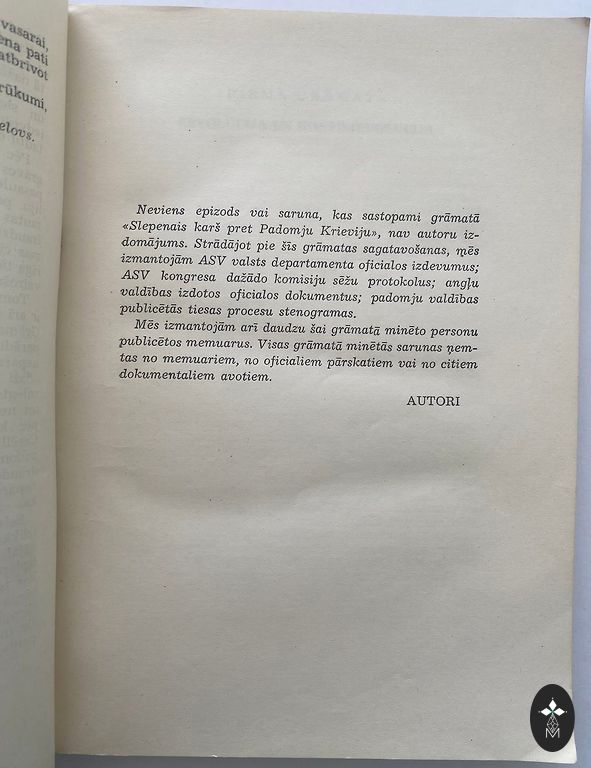 vasarai,
ena pati
atbrīvot
rūkumi,
elovs.
Neviens epizods vai saruna, kas sastopami grāmatā
«Slepenais karš pret Padomju Krieviju», nav autoru iz-
domājums. Strādājot pie šīs grāmatas sagatavošanas, mēs
izmantojām ASV valsts departamenta oficialos izdevumus;
ASV kongresa dažādo komisiju sēžu protokolus; angļu
valdības izdotos oficialos dokumentus; padomju valdības
publicētās tiesas procesu stenogramas.
Mēs izmantojām arī daudzu šai grāmatā minēto personu
publicētos memuarus. Visas grāmatā minētās sarunas ņem-
tas no memuariem, no oficialiem pārskatiem vai no citiem
dokumentaliem avotiem.
AUTORI
M